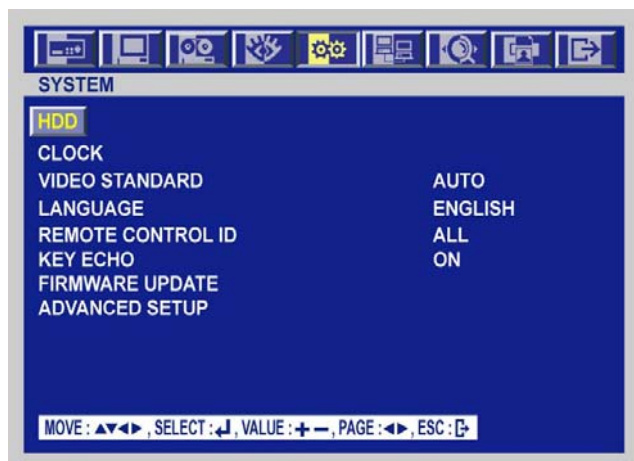 SYSTEM
HDD
CLOCK
VIDEO STANDARD AUTO
LANGUAGE ENGLISH
REMOTE CONTROL ID ALL
KEY ECHO ON
FIRMWARE UPDATE
ADVANCED SETUP
MOVE : ▲▼◀▶ , SELECT : ↵ , VALUE : + − , PAGE : ◀▶ , ESC :